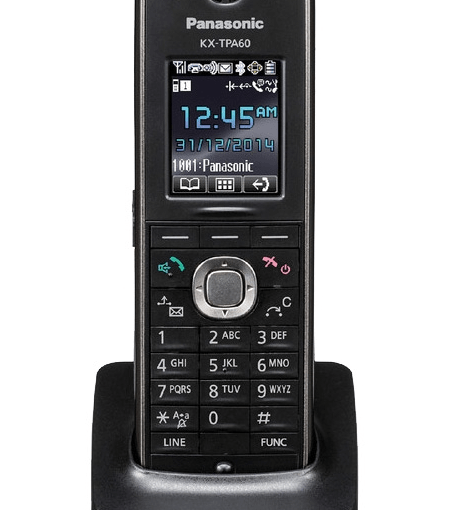 Panasonic
KX-TPA60
1
12:45AM
31/12/2014
1001:Panasonic
C
1 2 ABC 3 DEF
4 GHI 5 JKL 6 MNO
7 PQRS 8 TUV 9 WXYZ
* A→a 0 #
LINE FUNC